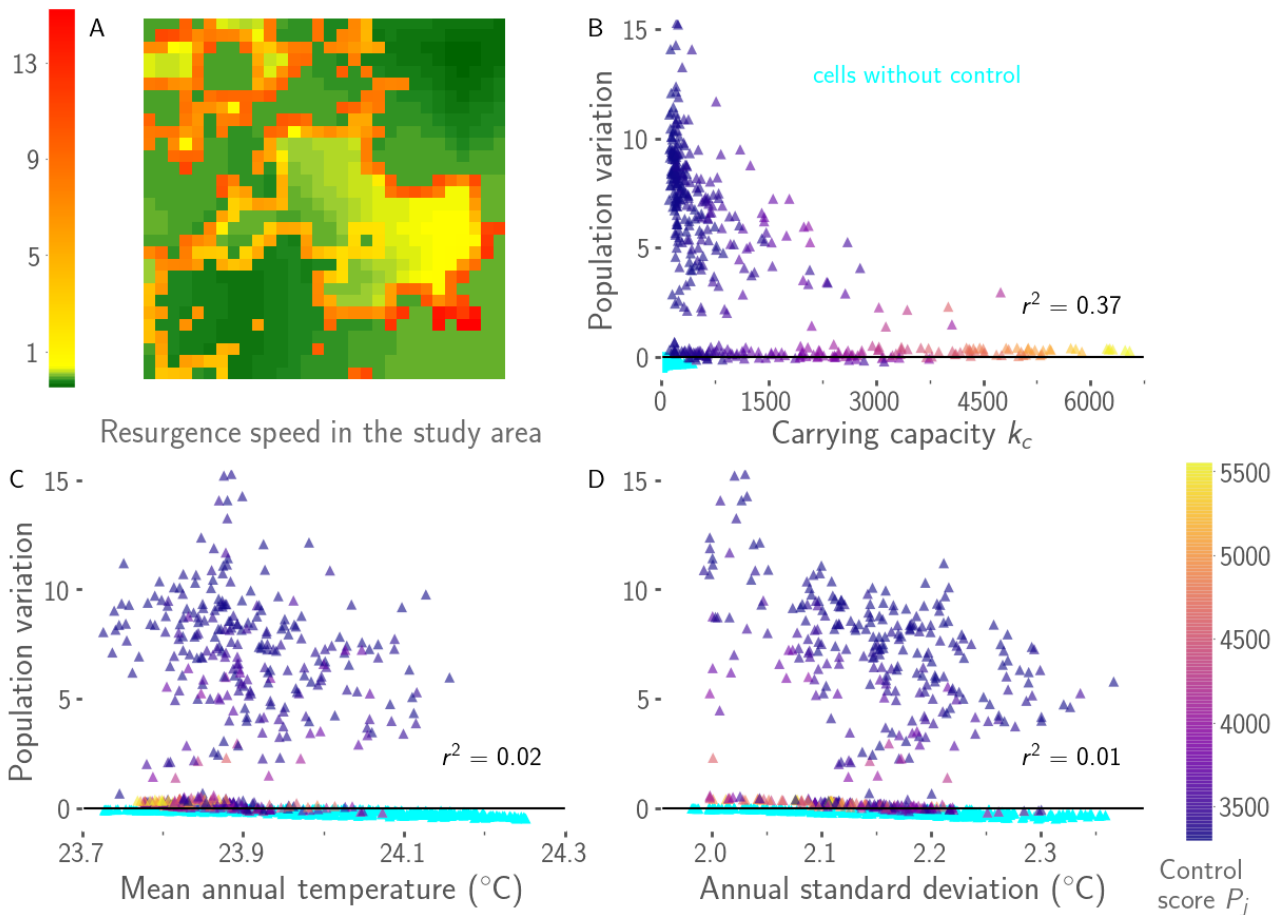 A
13
9
5
1
Resurgence speed in the study area
B
Population variation
15
10
5
0
cells without control
r² = 0.37
0 1500 3000 4500 6000
Carrying capacity k_c
C
Population variation
15
10
5
0
r² = 0.02
23.7 23.9 24.1 24.3
Mean annual temperature (°C)
D
15
10
5
0
r² = 0.01
2.0 2.1 2.2 2.3
Annual standard deviation (°C)
5500
5000
4500
4000
3500
Control
score P_i